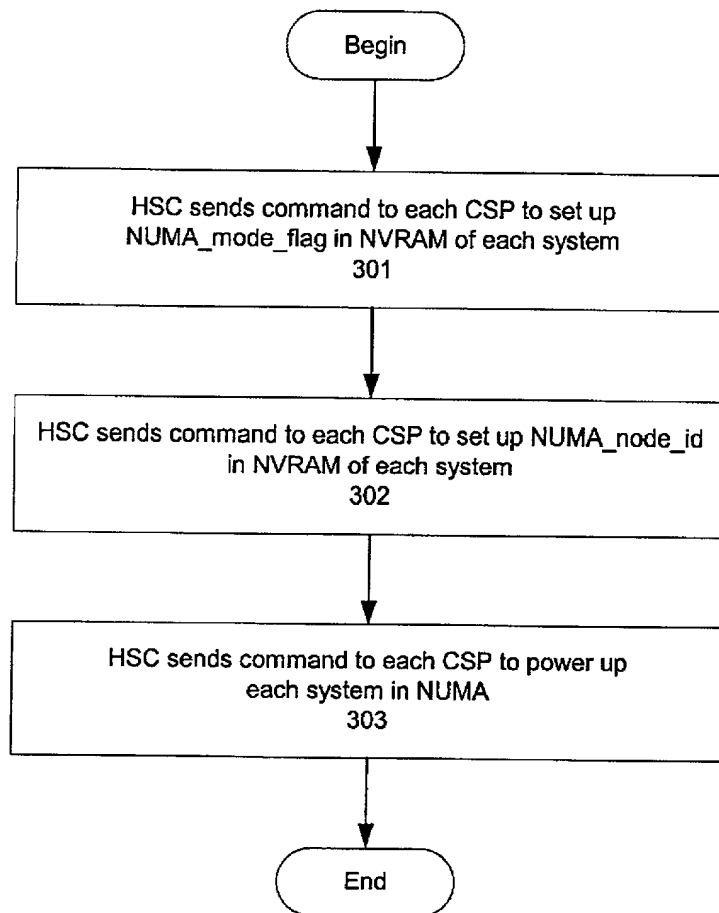 Begin
HSC sends command to each CSP to set up
NUMA_mode_flag in NVRAM of each system
301
HSC sends command to each CSP to set up NUMA_node_id
in NVRAM of each system
302
HSC sends command to each CSP to power up
each system in NUMA
303
End